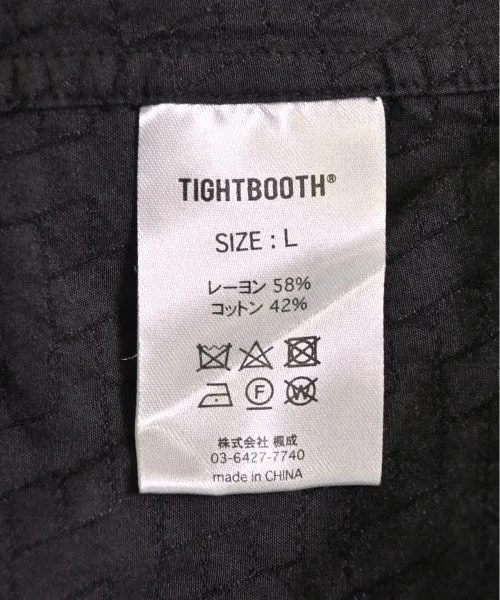 TIGHTBOOTH®
SIZE : L
レーヨン 58%
コットン 42%
F W
株式会社 楓成
03-6427-7740
made in CHINA